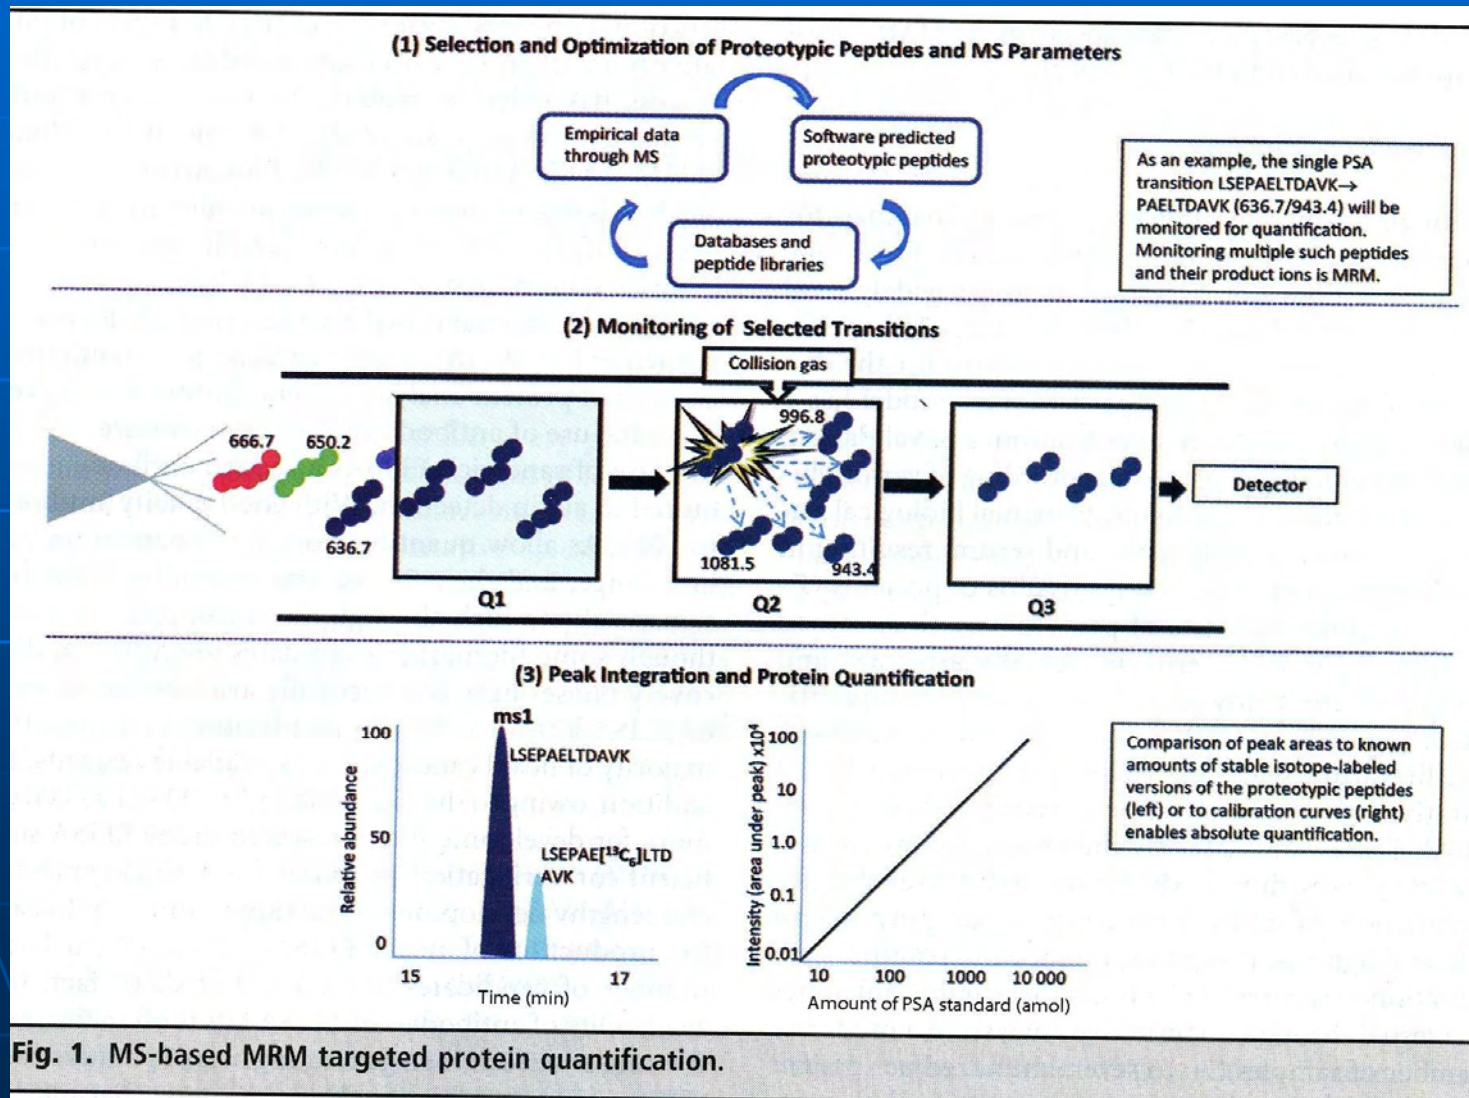 (1) Selection and Optimization of Proteotypic Peptides and MS Parameters
Empirical data
through MS
Software predicted
proteotypic peptides
Databases and
peptide libraries
As an example, the single PSA
transition LSEPAELTDAVK→
PAELTDAVK (636.7/943.4) will be
monitored for quantification.
Monitoring multiple such peptides
and their product ions is MRM.
(2) Monitoring of Selected Transitions
Collision gas
666.7
650.2
636.7
996.8
1081.5
943.4
Q1
Q2
Q3
Detector
(3) Peak Integration and Protein Quantification
ms1
LSEPAELTDAVK
LSEPAE[¹³C₆]LTD
AVK
Relative abundance
100
50
0
15
17
Time (min)
Intensity (area under peak) x10⁴
100
10
1.0
0.1
0.01
10
100
1000
10 000
Amount of PSA standard (amol)
Comparison of peak areas to known
amounts of stable isotope-labeled
versions of the proteotypic peptides
(left) or to calibration curves (right)
enables absolute quantification.
Fig. 1. MS-based MRM targeted protein quantification.